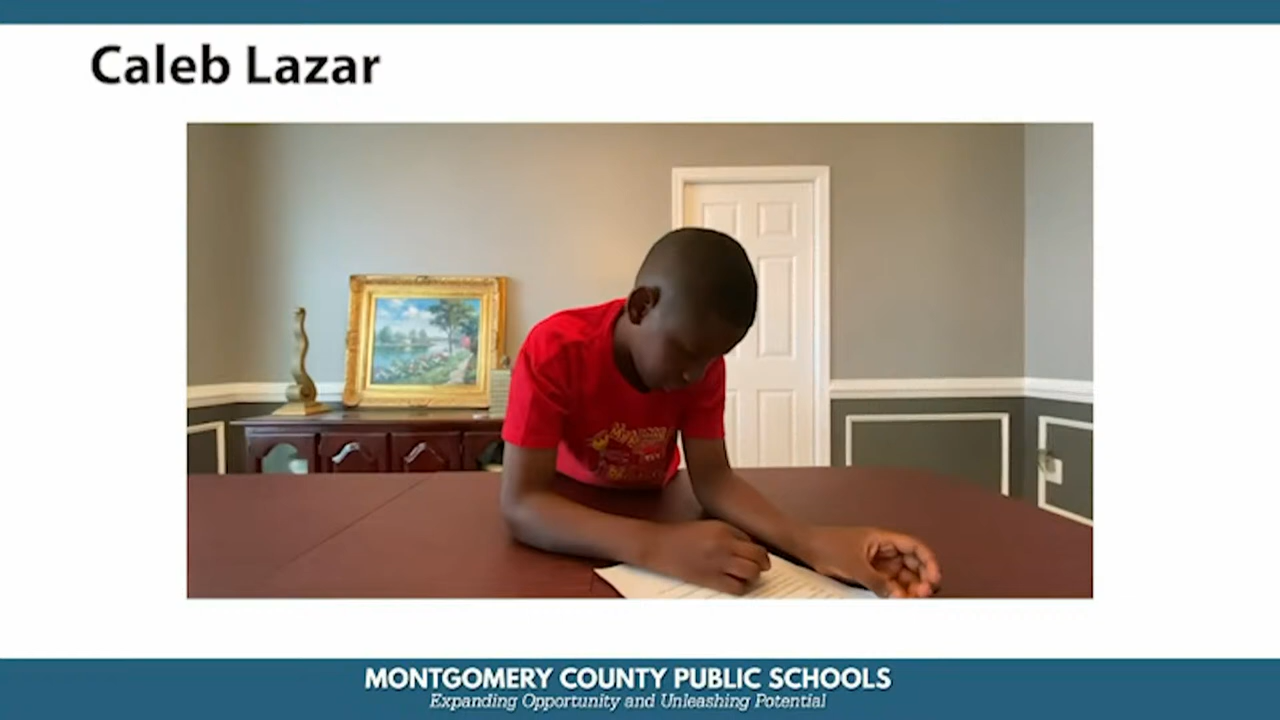 Caleb Lazar
MONTGOMERY COUNTY PUBLIC SCHOOLS
Expanding Opportunity and Unleashing Potential